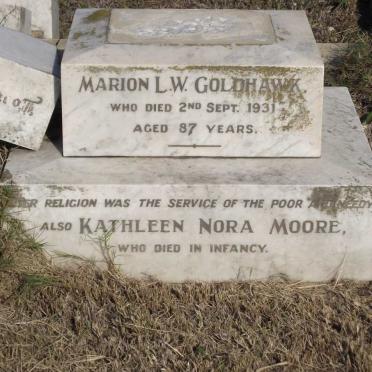 MARION L.W. GOLDHAWK.
WHO DIED 2ND SEPT. 1931
AGED 87 YEARS.
HER RELIGION WAS THE SERVICE OF THE POOR & NEEDY
ALSO KATHLEEN NORA MOORE,
WHO DIED IN INFANCY.